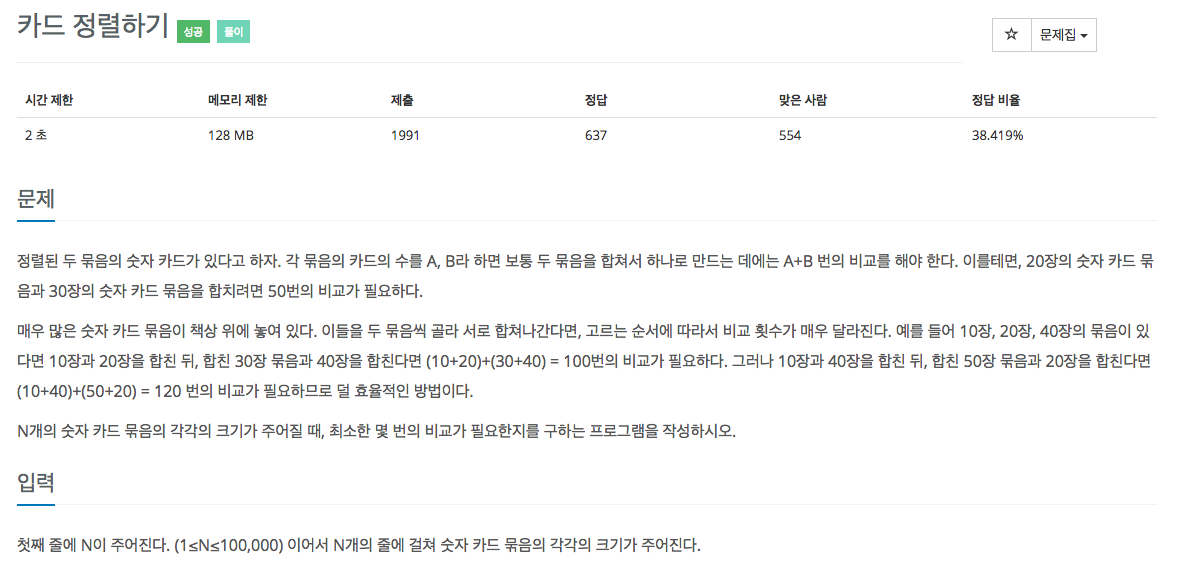 카드 정렬하기 성공 풀이
☆ 문제집
시간 제한 메모리 제한 제출 정답 맞은 사람 정답 비율
2 초 128 MB 1991 637 554 38.419%
문제
정렬된 두 묶음의 숫자 카드가 있다고 하자. 각 묶음의 카드의 수를 A, B라 하면 보통 두 묶음을 합쳐서 하나로 만드는 데에는 A+B 번의 비교를 해야 한다. 이를테면, 20장의 숫자 카드 묶
음과 30장의 숫자 카드 묶음을 합치려면 50번의 비교가 필요하다.
매우 많은 숫자 카드 묶음이 책상 위에 놓여 있다. 이들을 두 묶음씩 골라 서로 합쳐나간다면, 고르는 순서에 따라서 비교 횟수가 매우 달라진다. 예를 들어 10장, 20장, 40장의 묶음이 있
다면 10장과 20장을 합친 뒤, 합친 30장 묶음과 40장을 합친다면 (10+20)+(30+40) = 100번의 비교가 필요하다. 그러나 10장과 40장을 합친 뒤, 합친 50장 묶음과 20장을 합친다면
(10+40)+(50+20) = 120 번의 비교가 필요하므로 덜 효율적인 방법이다.
N개의 숫자 카드 묶음의 각각의 크기가 주어질 때, 최소한 몇 번의 비교가 필요한지를 구하는 프로그램을 작성하시오.
입력
첫째 줄에 N이 주어진다. (1≤N≤100,000) 이어서 N개의 줄에 걸쳐 숫자 카드 묶음의 각각의 크기가 주어진다.